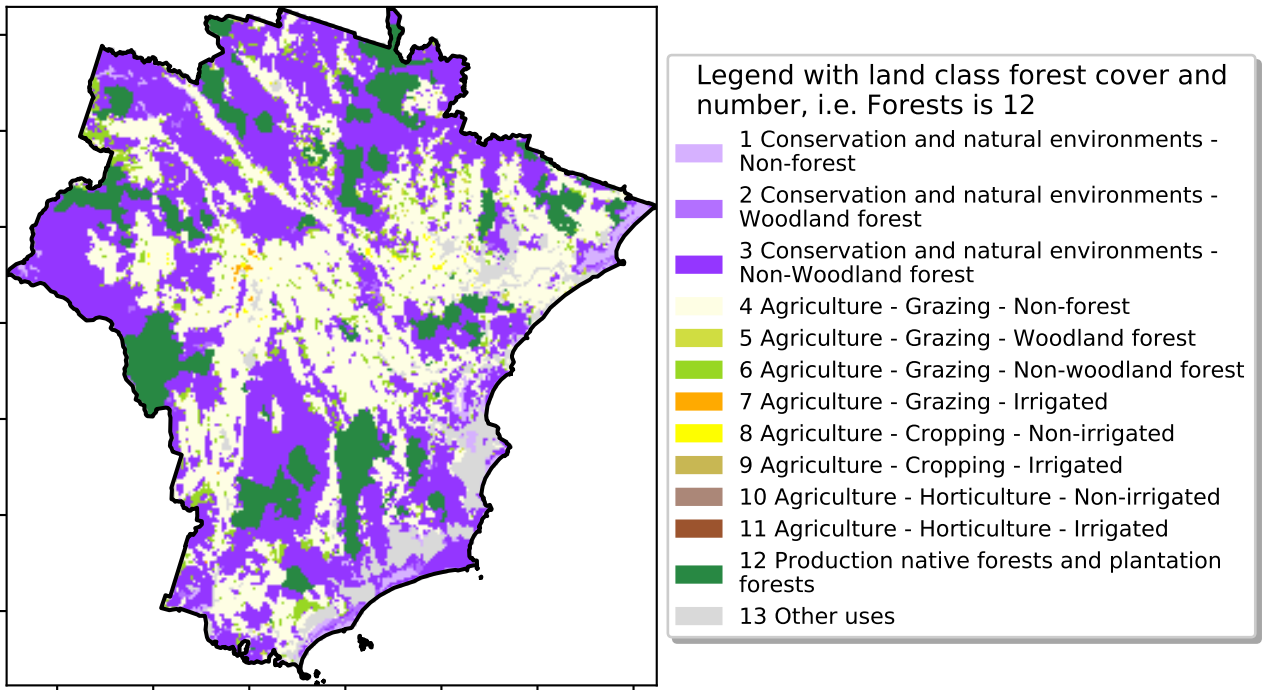 Legend with land class forest cover and
number, i.e. Forests is 12
1 Conservation and natural environments -
Non-forest
2 Conservation and natural environments -
Woodland forest
3 Conservation and natural environments -
Non-Woodland forest
4 Agriculture - Grazing - Non-forest
5 Agriculture - Grazing - Woodland forest
6 Agriculture - Grazing - Non-woodland forest
7 Agriculture - Grazing - Irrigated
8 Agriculture - Cropping - Non-irrigated
9 Agriculture - Cropping - Irrigated
10 Agriculture - Horticulture - Non-irrigated
11 Agriculture - Horticulture - Irrigated
12 Production native forests and plantation
forests
13 Other uses